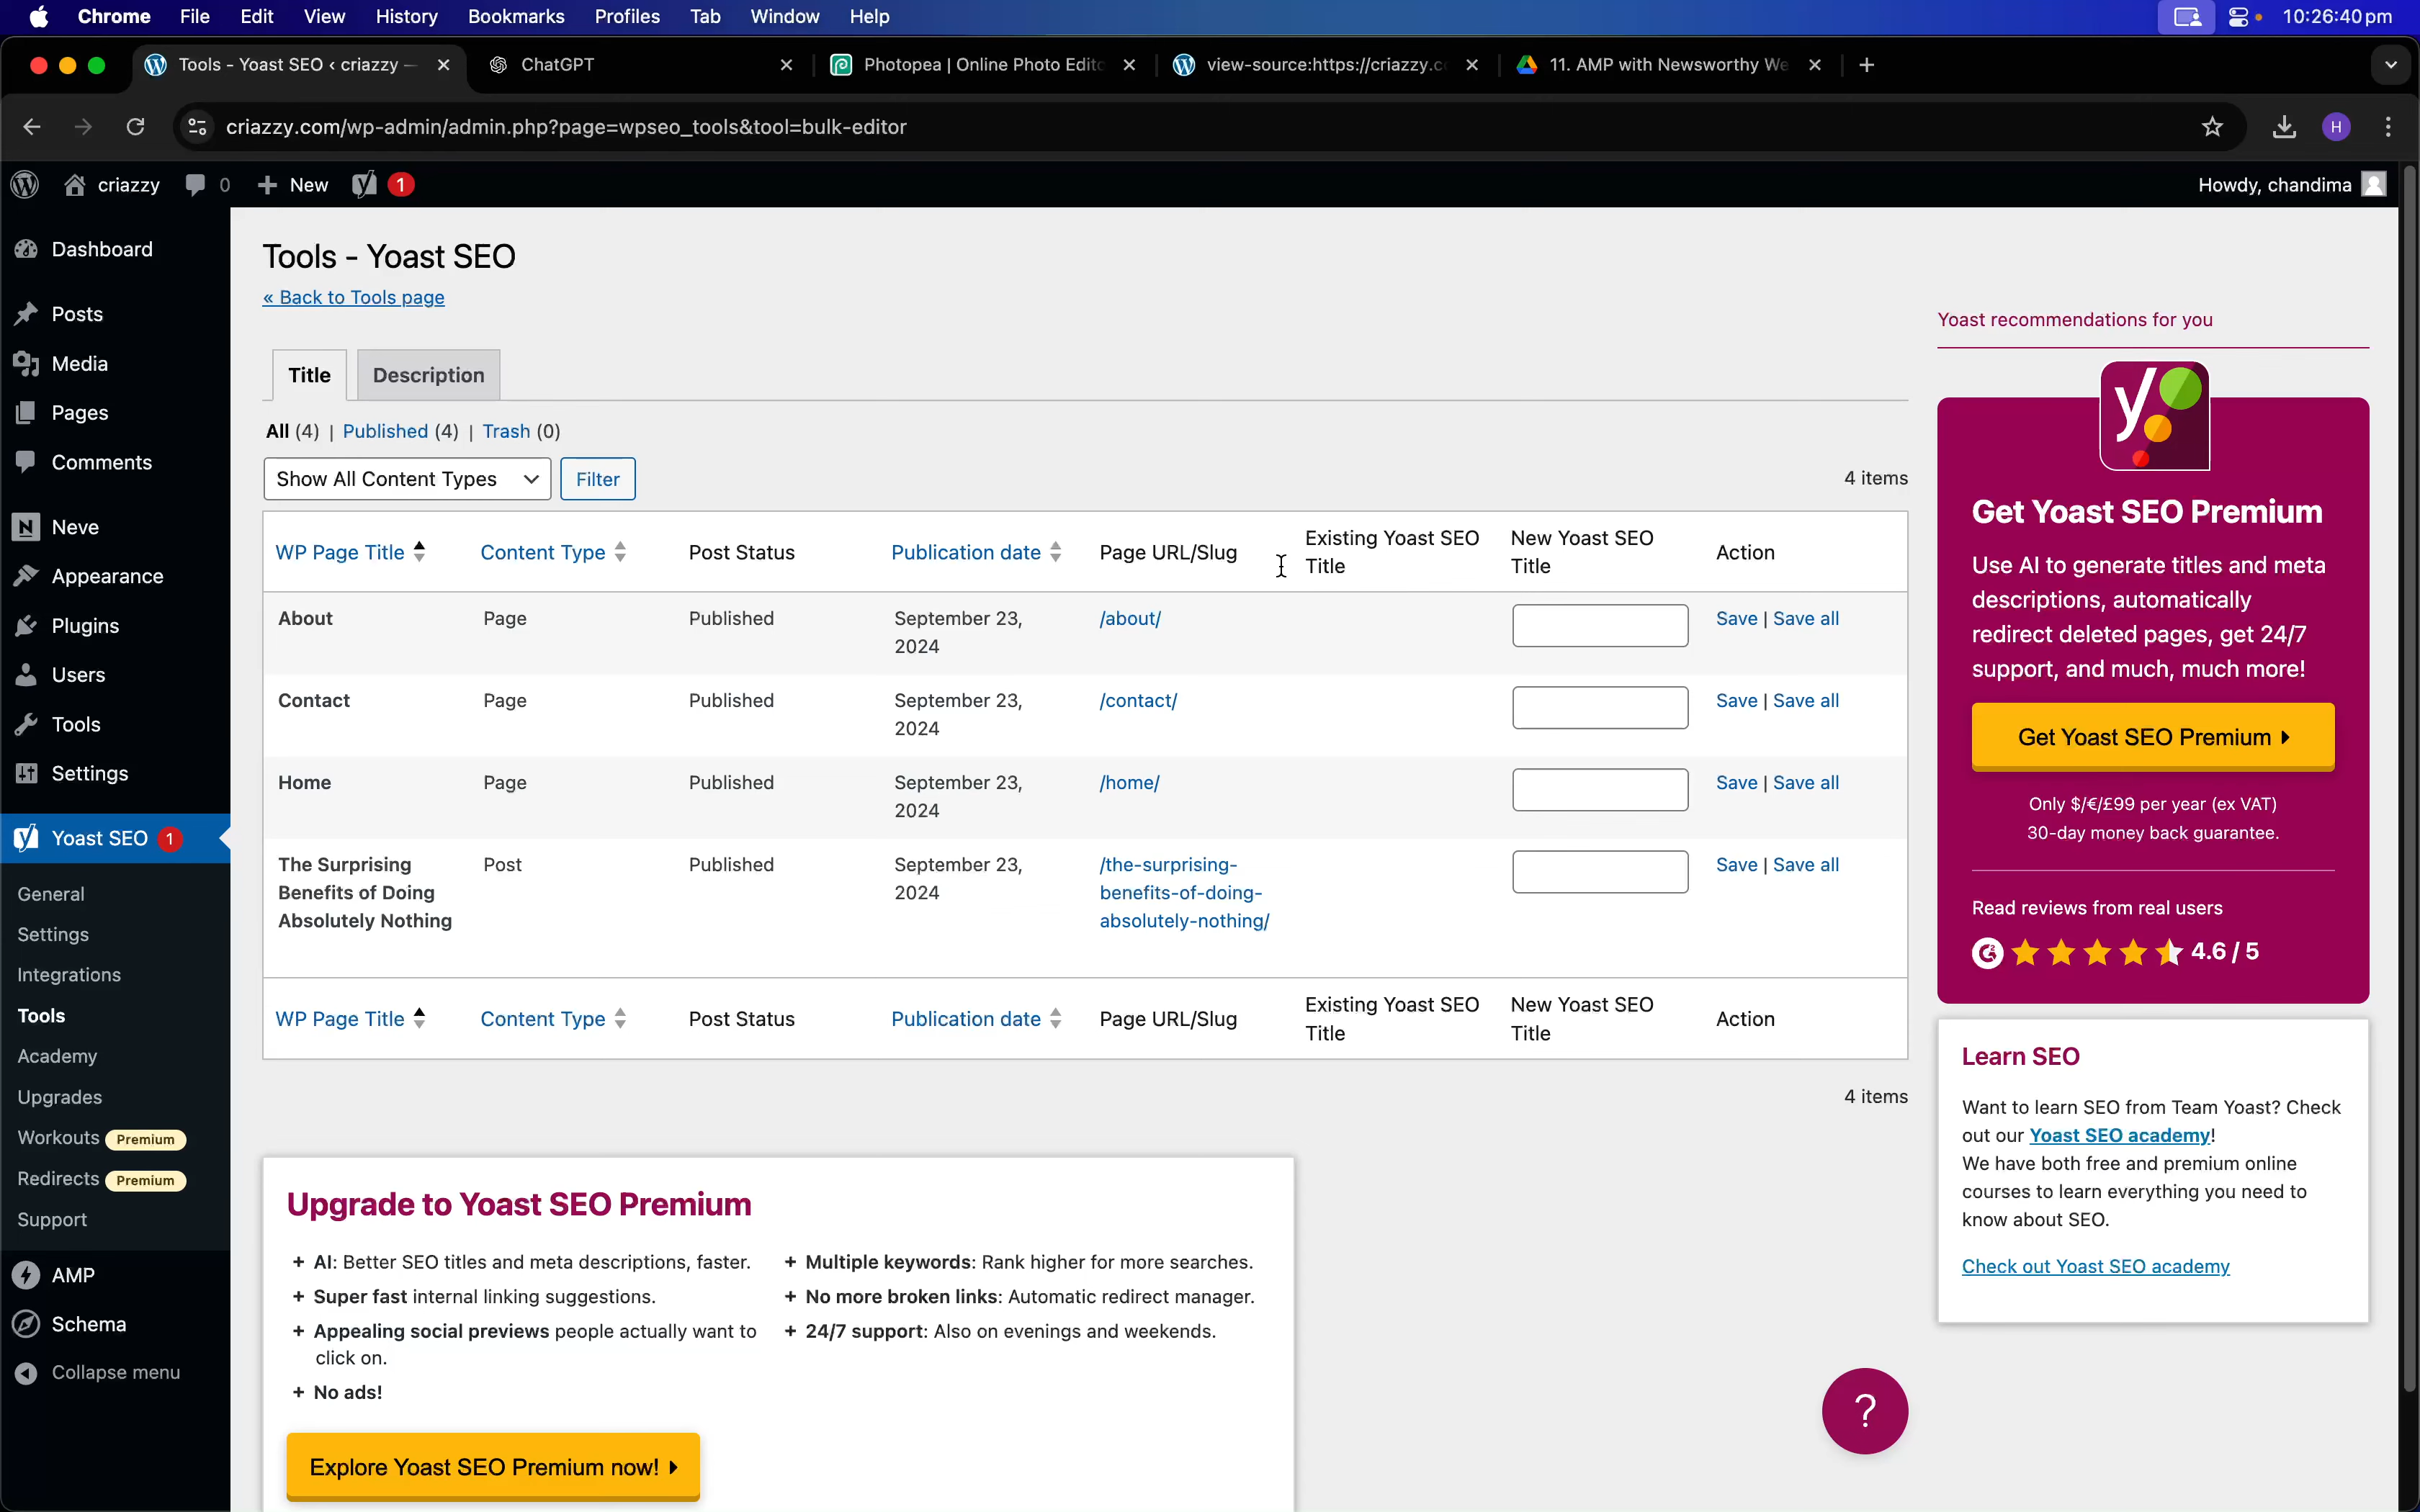 Chrome File Edit View History Bookmarks Profiles Tab Window Help 10:26:40 pm
Tools - Yoast SEO ‹ criazzy — ChatGPT Photopea | Online Photo Edito view-source:https://criazzy.c 11. AMP with Newsworthy We
criazzy.com/wp-admin/admin.php?page=wpseo_tools&tool=bulk-editor H
criazzy 0 New 1 Howdy, chandima
Dashboard
Posts
Media
Pages
Comments
Neve
Appearance
Plugins
Users
Tools
Settings
Yoast SEO 1
General
Settings
Integrations
Tools
Academy
Upgrades
Workouts Premium
Redirects Premium
Support
AMP
Schema
Collapse menu
Tools - Yoast SEO
« Back to Tools page
Title Description
All (4) | Published (4) | Trash (0)
Show All Content Types Filter 4 items
WP Page Title Content Type Post Status Publication date Page URL/Slug Existing Yoast SEO Title New Yoast SEO Title Action
About Page Published September 23, 2024 /about/ Save | Save all
Contact Page Published September 23, 2024 /contact/ Save | Save all
Home Page Published September 23, 2024 /home/ Save | Save all
The Surprising Benefits of Doing Absolutely Nothing Post Published September 23, 2024 /the-surprising-benefits-of-doing-absolutely-nothing/ Save | Save all
WP Page Title Content Type Post Status Publication date Page URL/Slug Existing Yoast SEO Title New Yoast SEO Title Action
4 items
Upgrade to Yoast SEO Premium
+ AI: Better SEO titles and meta descriptions, faster.
+ Super fast internal linking suggestions.
+ Appealing social previews people actually want to
click on.
+ No ads!
+ Multiple keywords: Rank higher for more searches.
+ No more broken links: Automatic redirect manager.
+ 24/7 support: Also on evenings and weekends.
Explore Yoast SEO Premium now!
Yoast recommendations for you
y
Get Yoast SEO Premium
Use AI to generate titles and meta
descriptions, automatically
redirect deleted pages, get 24/7
support, and much, much more!
Get Yoast SEO Premium
Only $/€/£99 per year (ex VAT)
30-day money back guarantee.
Read reviews from real users
4.6 / 5
Learn SEO
Want to learn SEO from Team Yoast? Check
out our Yoast SEO academy!
We have both free and premium online
courses to learn everything you need to
know about SEO.
Check out Yoast SEO academy
?